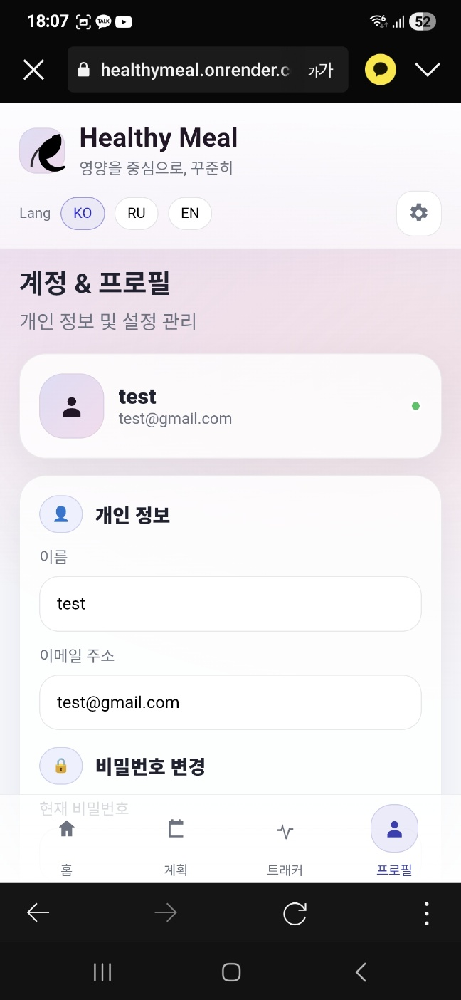 18:07
TALK
6
52
healthymeal.onrender.c
가가
Healthy Meal
영양을 중심으로, 꾸준히
Lang
KO
RU
EN
계정 & 프로필
개인 정보 및 설정 관리
test
test@gmail.com
개인 정보
이름
test
이메일 주소
test@gmail.com
비밀번호 변경
현재 비밀번호
홈
계획
트래커
프로필